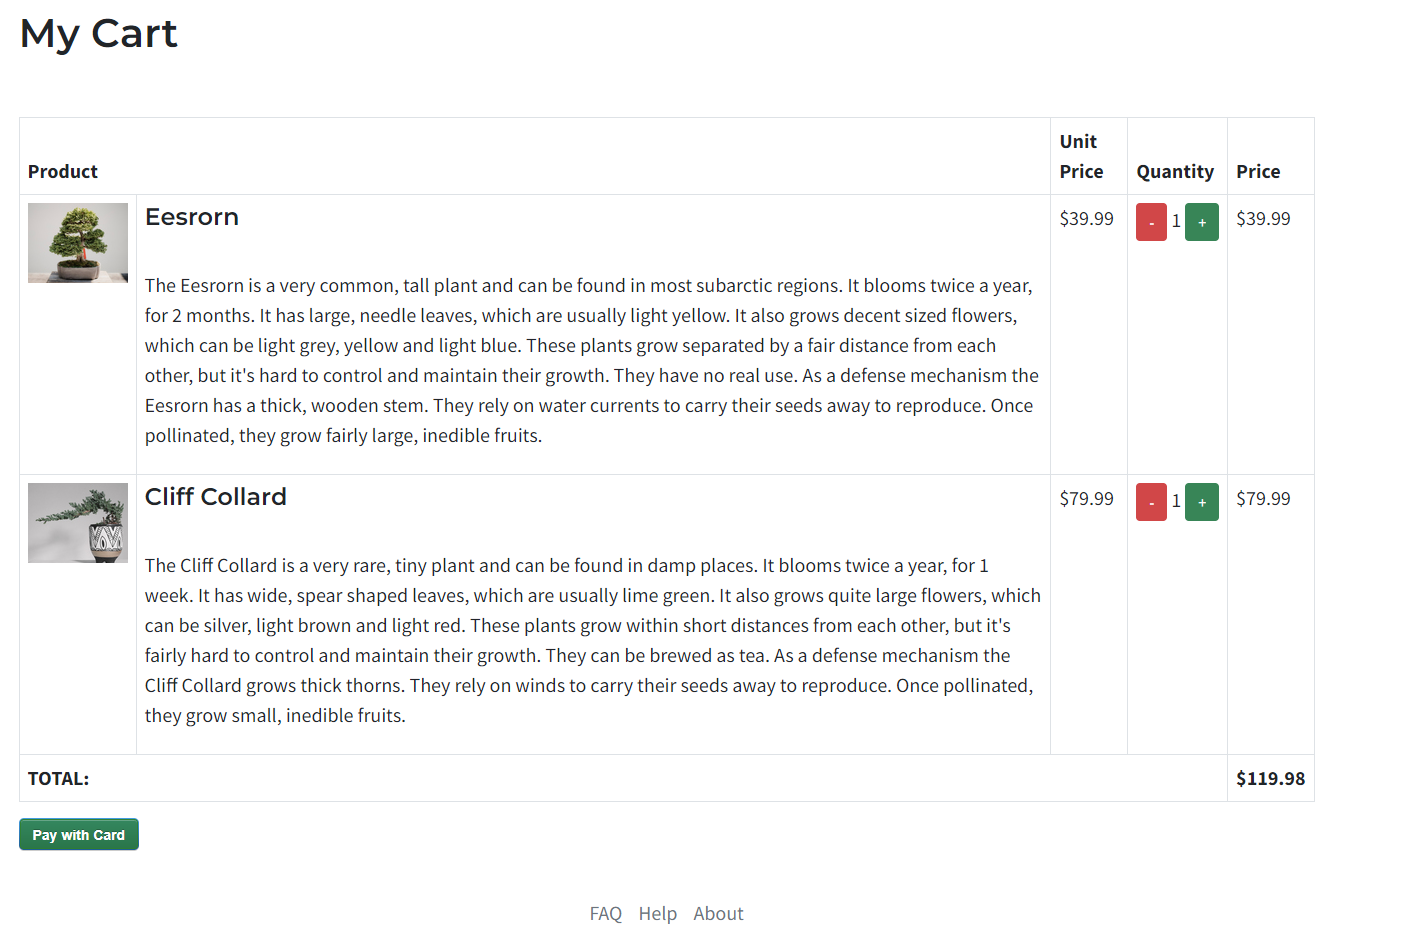 My Cart
Product
Unit
Price
Quantity
Price
Eesrorn
$39.99
- 1 +
$39.99
The Eesrorn is a very common, tall plant and can be found in most subarctic regions. It blooms twice a year,
for 2 months. It has large, needle leaves, which are usually light yellow. It also grows decent sized flowers,
which can be light grey, yellow and light blue. These plants grow separated by a fair distance from each
other, but it's hard to control and maintain their growth. They have no real use. As a defense mechanism the
Eesrorn has a thick, wooden stem. They rely on water currents to carry their seeds away to reproduce. Once
pollinated, they grow fairly large, inedible fruits.
Cliff Collard
$79.99
- 1 +
$79.99
The Cliff Collard is a very rare, tiny plant and can be found in damp places. It blooms twice a year, for 1
week. It has wide, spear shaped leaves, which are usually lime green. It also grows quite large flowers, which
can be silver, light brown and light red. These plants grow within short distances from each other, but it's
fairly hard to control and maintain their growth. They can be brewed as tea. As a defense mechanism the
Cliff Collard grows thick thorns. They rely on winds to carry their seeds away to reproduce. Once pollinated,
they grow small, inedible fruits.
TOTAL:
$119.98
Pay with Card
FAQ Help About